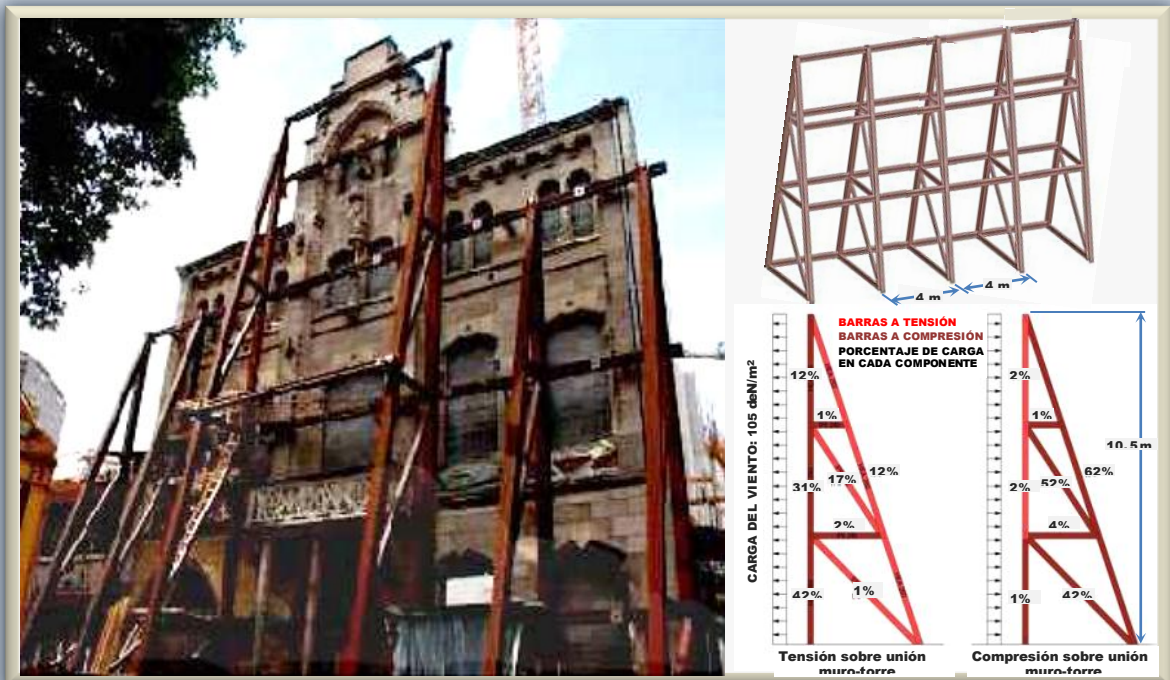 4 m
4 m
BARRAS A TENSIÓN
BARRAS A COMPRESIÓN
PORCENTAJE DE CARGA
EN CADA COMPONENTE
CARGA DEL VIENTO: 105 deN/m²
12%
1%
12%
17%
31%
2%
1%
42%
2%
1%
10.5 m
62%
52%
2%
4%
42%
1%
Tensión sobre unión
muro-torre
Compresión sobre unión
muro-torre